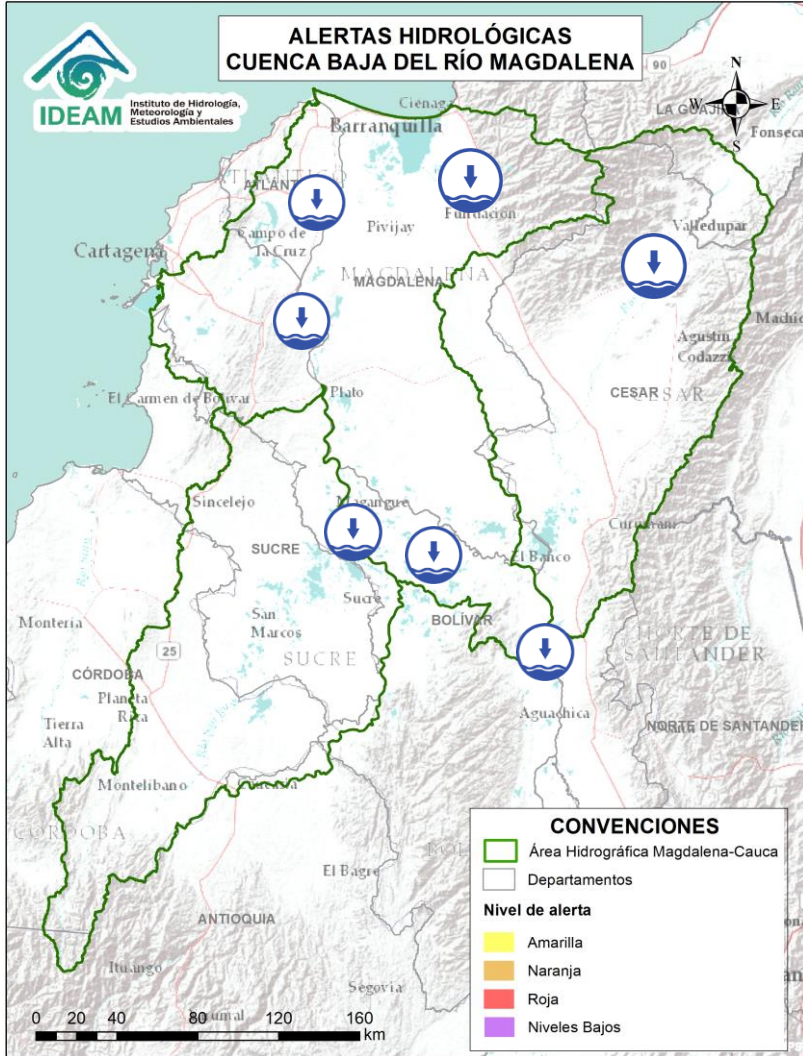 ALERTAS HIDROLÓGICAS
CUENCA BAJA DEL RÍO MAGDALENA
IDEAM
Instituto de Hidrología,
Meteorología y
Estudios Ambientales
N
W
E
S
90
LA GUAJI
Fonseca
Ciénaga
Barranquilla
ATLÁNT
Fundación
Pivijay
Valledupar
Campo de
la Cruz
Cartagena
MAGDALENA
MAGDALENA
Agustín
Codazzi
CESAR
CESAR
Plato
El Carmen de Bolívar
Sincelejo
Magangué
SUCRE
El Banco
Sucre
San
Marcos
BOLÍVAR
Montería
25
SUCRE
NORTE DE
SANTANDER
CÓRDOBA
Planeta
Rica
Tierra
Alta
Aguachica
NORTE DE SANTANDER
Montelíbano
CÓRDOBA
El Bagre
ANTIOQUIA
Ituango
Segovia
0 20 40 80 120 160
km
CONVENCIONES
Área Hidrográfica Magdalena-Cauca
Departamentos
Nivel de alerta
Amarilla
Naranja
Roja
Niveles Bajos